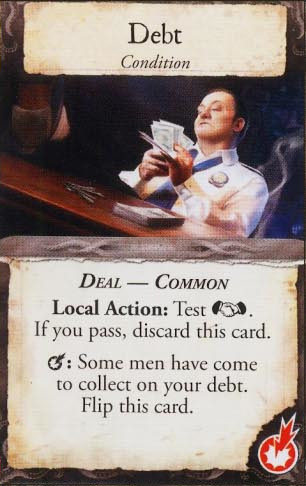 Debt
Condition
DEAL — COMMON
Local Action: Test .
If you pass, discard this card.
: Some men have come
to collect on your debt.
Flip this card.